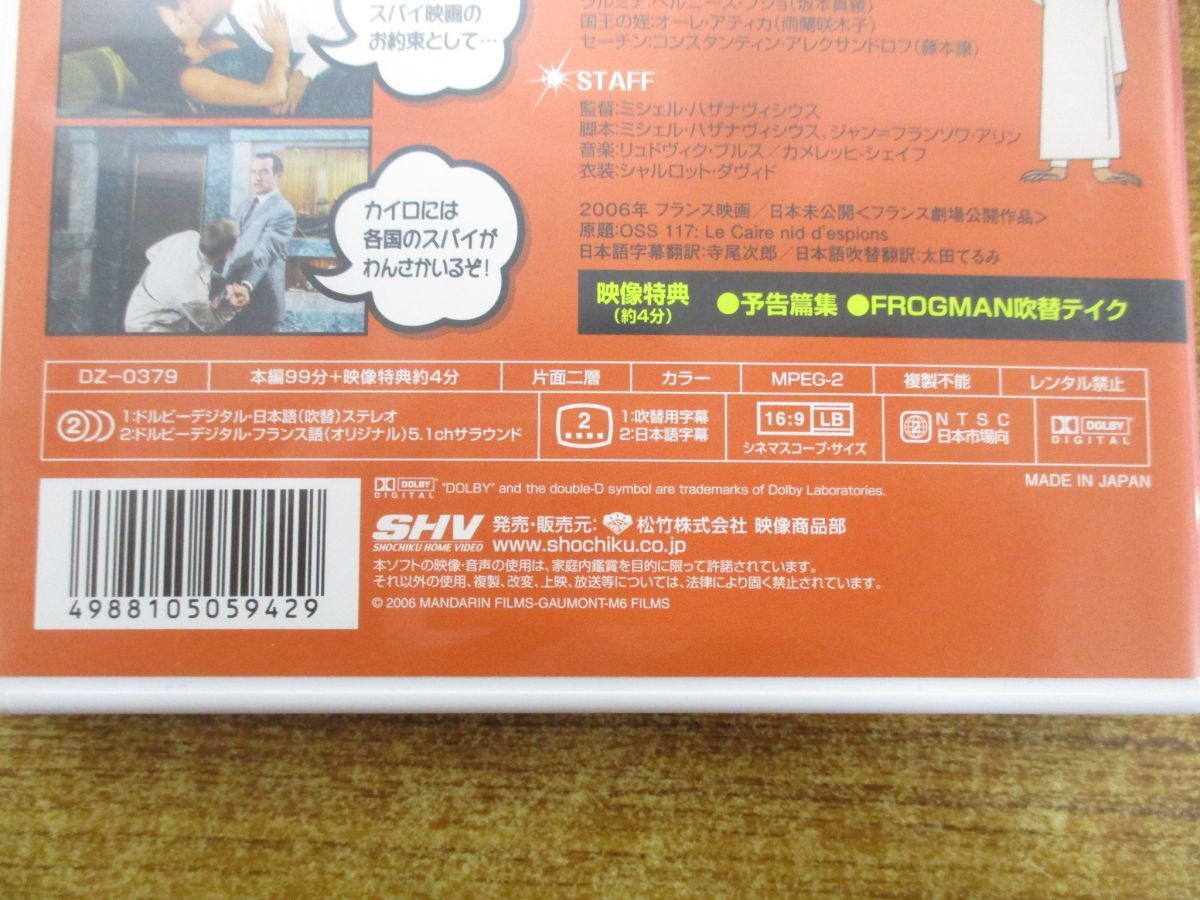 スパイ映画の
お約束として…
カイロには
各国のスパイが
わんさかいるぞ!
ラルミナ:ベルニース・ブジョ(坂本真綾)
国王の姪:オーレ・アティカ(雨蘭咲木子)
セーチン:コンスタンティン・アレクサンドロフ(藤本譲)
STAFF
監督:ミシェル・ハザナヴィシウス
脚本:ミシェル・ハザナヴィシウス、ジャン=フランソワ・アリン
音楽:リュドヴィク・ブルス/カメレッヒ-シェイフ
衣装:シャルロット・ダヴィド
2006年 フランス映画/日本未公開<フランス劇場公開作品>
原題:OSS 117: Le Caire nid d'espions
日本語字幕翻訳:寺尾次郎/日本語吹替翻訳:太田てるみ
映像特典
(約4分)
●予告篇集 ●FROGMAN吹替テイク
DZ-0379 本編99分+映像特典約4分 片面二層 カラー MPEG-2 複製不能 レンタル禁止
2 1:ドルビーデジタル・日本語(吹替)ステレオ
2:ドルビーデジタル・フランス語(オリジナル)5.1chサラウンド
2 1:吹替用字幕
2:日本語字幕
16:9 LB
シネマスコープ・サイズ
2 NTSC
日本市場向
DOLBY
DIGITAL
MADE IN JAPAN
DOLBY
DIGITAL
"DOLBY" and the double-D symbol are trademarks of Dolby Laboratories.
SHV
SHOCHIKU HOME VIDEO
発売・販売元: 松竹株式会社 映像商品部
www.shochiku.co.jp
本ソフトの映像・音声の使用は、家庭内鑑賞を目的に限って許諾されています。
それ以外の使用、複製、改変、上映、放送等については、法律により固く禁止されています。
© 2006 MANDARIN FILMS-GAUMONT-M6 FILMS
4988105059429